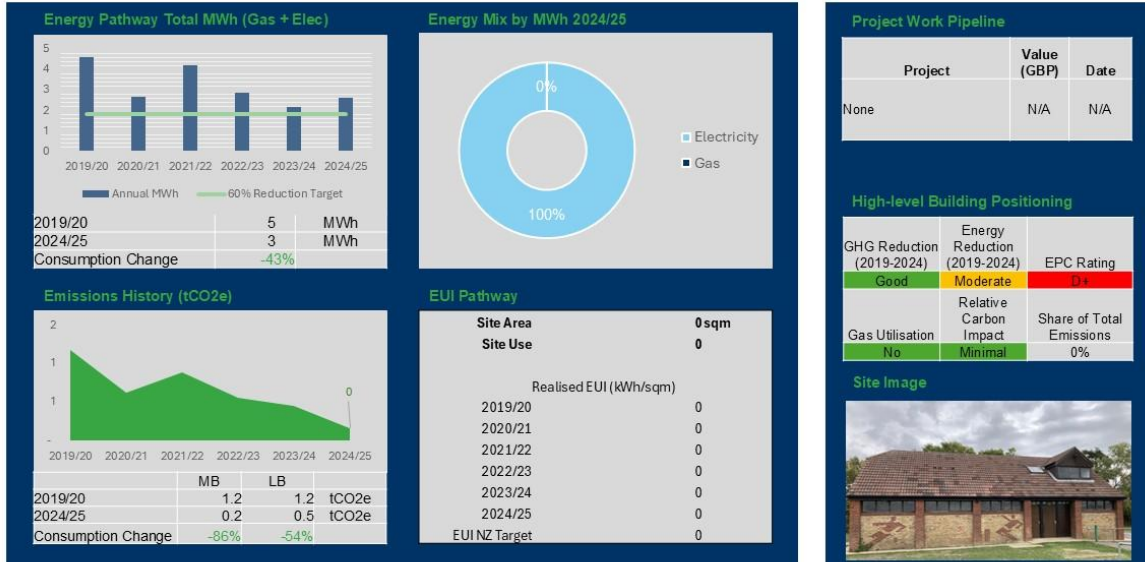 Energy Pathway Total MWh (Gas + Elec)
5
4
3
3
2
2
1
1
0
2019/20 2020/21 2021/22 2022/23 2023/24 2024/25
Annual MWh 60% Reduction Target
2019/20 5 MWh
2024/25 3 MWh
Consumption Change -43%
Energy Mix by MWh 2024/25
0%
100%
Electricity
Gas
Emissions History (tCO2e)
2
1
1
-
0
2019/20 2020/21 2021/22 2022/23 2023/24 2024/25
MB LB
2019/20 1.2 1.2 tCO2e
2024/25 0.2 0.5 tCO2e
Consumption Change -86% -54%
EUI Pathway
Site Area 0 sqm
Site Use 0
Realised EUI (kWh/sqm)
2019/20 0
2020/21 0
2021/22 0
2022/23 0
2023/24 0
2024/25 0
EUI NZ Target 0
Project Work Pipeline
Project Value (GBP) Date
None N/A N/A
High-level Building Positioning
GHG Reduction (2019-2024) Energy Reduction (2019-2024) EPC Rating
Good Moderate D+
Gas Utilisation Relative Carbon Impact Share of Total Emissions
No Minimal 0%
Site Image